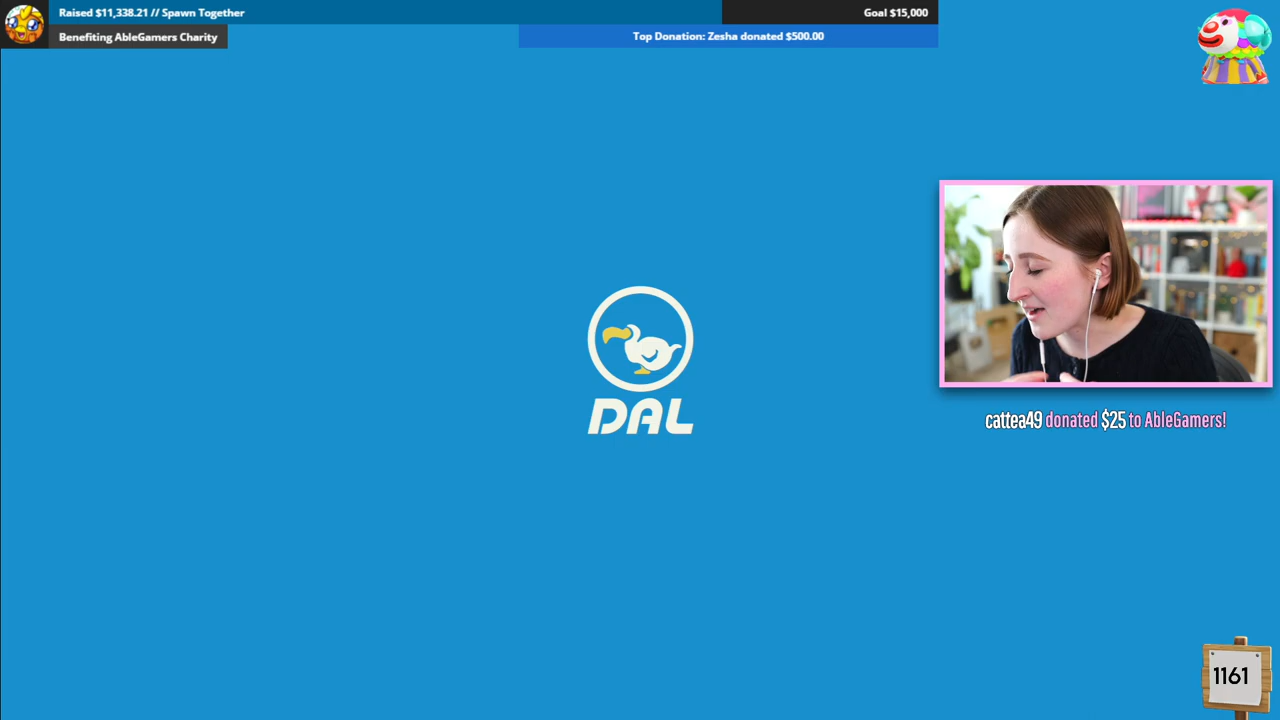 Raised $11,338.21 // Spawn Together
Goal $15,000
Benefiting AbleGamers Charity
Top Donation: Zesha donated $500.00
DAL
cattea49 donated $25 to AbleGamers!
1161